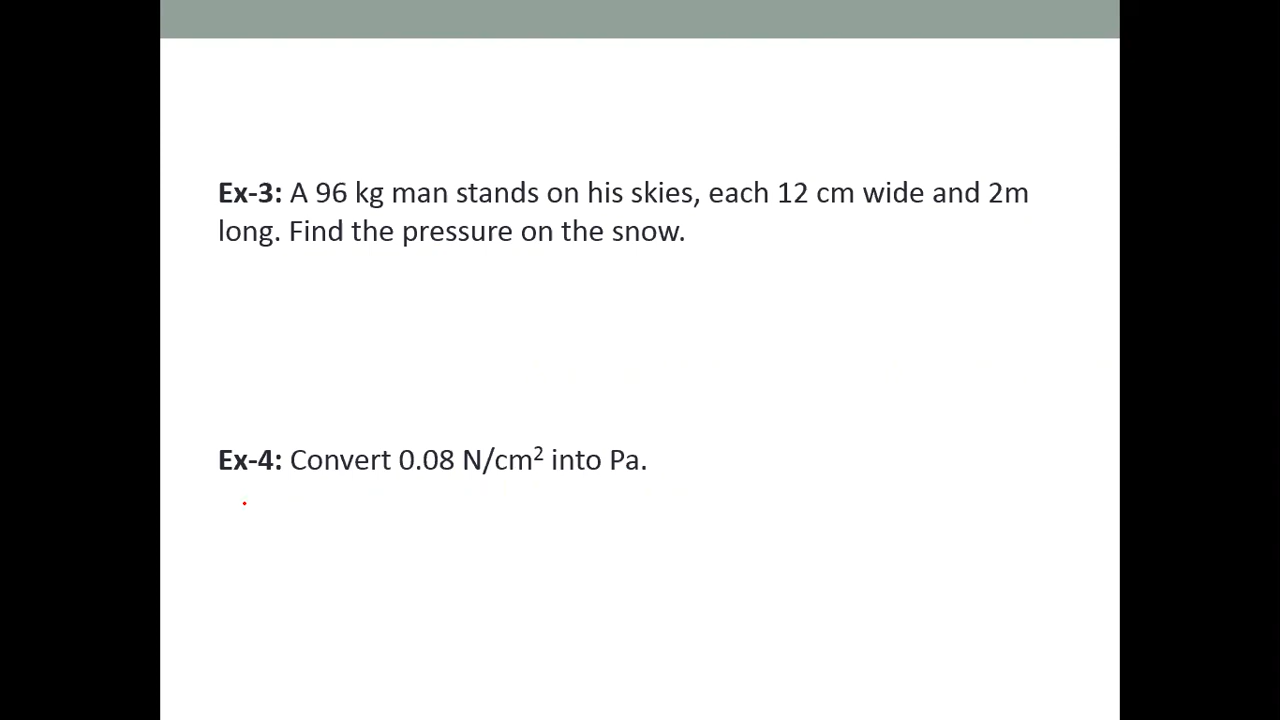 Ex-3: A 96 kg man stands on his skies, each 12 cm wide and 2m
long. Find the pressure on the snow.
Ex-4: Convert 0.08 N/cm² into Pa.